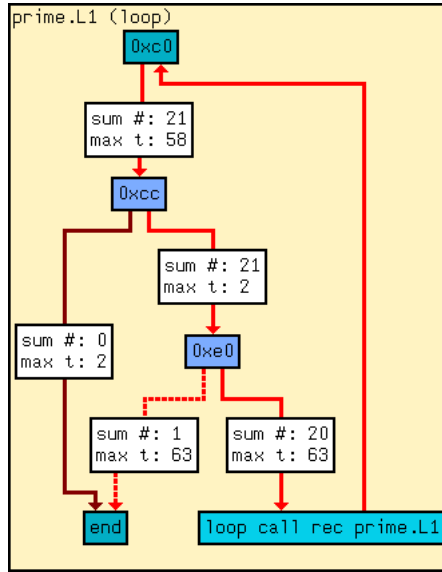 prime.L1 (loop)
0xc0
sum #: 21
max t: 58
0xcc
sum #: 21
max t: 2
sum #: 0
max t: 2
0xe0
sum #: 1
max t: 63
sum #: 20
max t: 63
end
loop call rec prime.L1